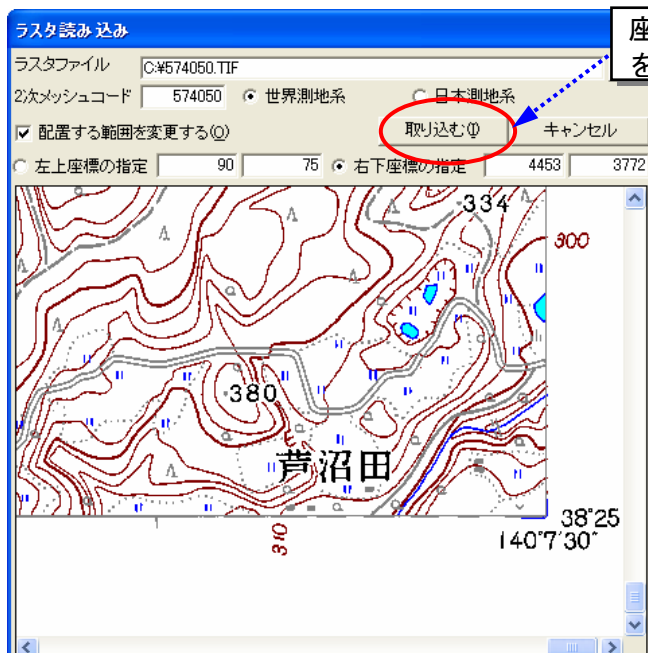 ラスタ読み込み
座
を
ラスタファイル C:¥574050.TIF
2次メッシュコード 574050 世界測地系 日本測地系
配置する範囲を変更する(O) 取り込む(I) キャンセル
左上座標の指定 90 75 右下座標の指定 4453 3772
334
300
380
芦沼田
310
38°25
140°7′30″